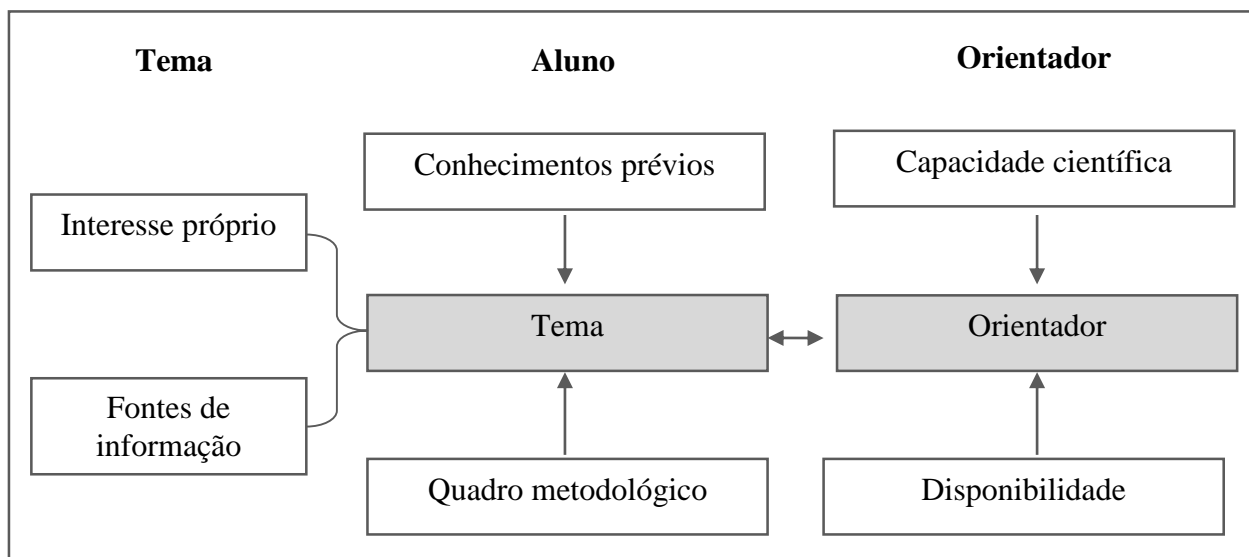 Tema
Aluno
Orientador
Conhecimentos prévios
Capacidade científica
Interesse próprio
Tema
Orientador
Fontes de
informação
Quadro metodológico
Disponibilidade